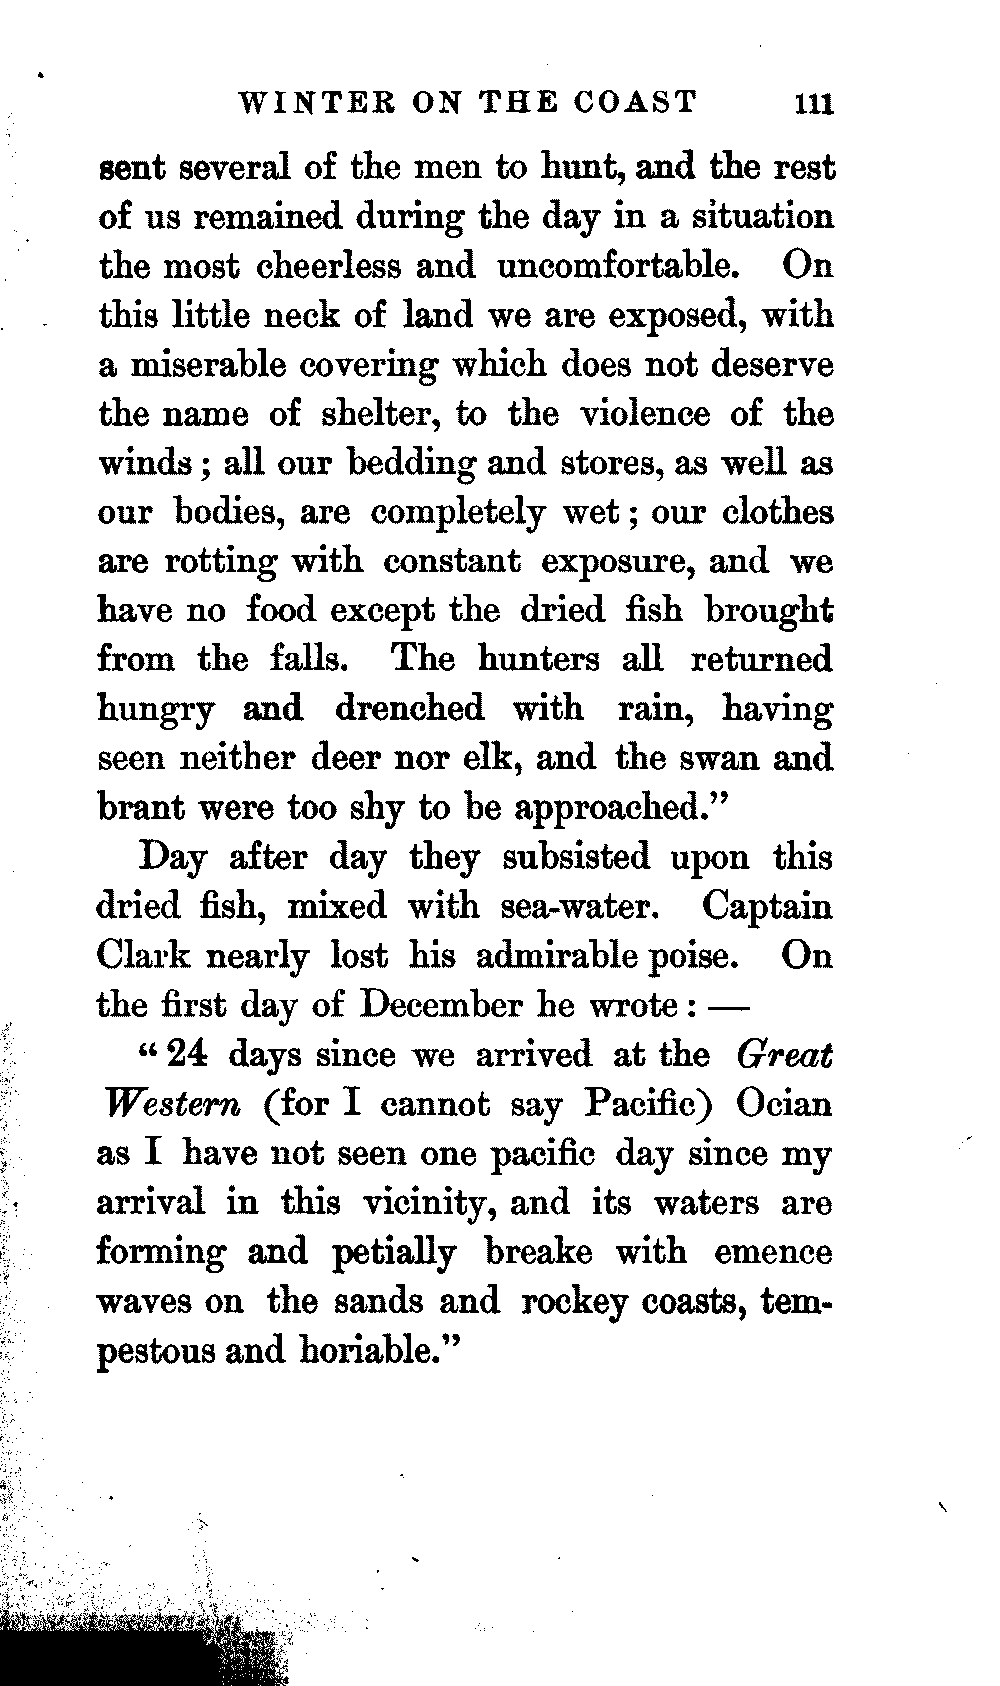 WINTER ON THE COAST 111
sent several of the men to hunt, and the rest
of us remained during the day in a situation
the most cheerless and uncomfortable. On
this little neck of land we are exposed, with
a miserable covering which does not deserve
the name of shelter, to the violence of the
winds; all our bedding and stores, as well as
our bodies, are completely wet; our clothes
are rotting with constant exposure, and we
have no food except the dried fish brought
from the falls. The hunters all returned
hungry and drenched with rain, having
seen neither deer nor elk, and the swan and
brant were too shy to be approached."
Day after day they subsisted upon this
dried fish, mixed with sea-water. Captain
Clark nearly lost his admirable poise. On
the first day of December he wrote: —
"24 days since we arrived at the Great
Western (for I cannot say Pacific) Ocian
as I have not seen one pacific day since my
arrival in this vicinity, and its waters are
forming and petially breake with emence
waves on the sands and rockey coasts, tem-
pestous and horiable."